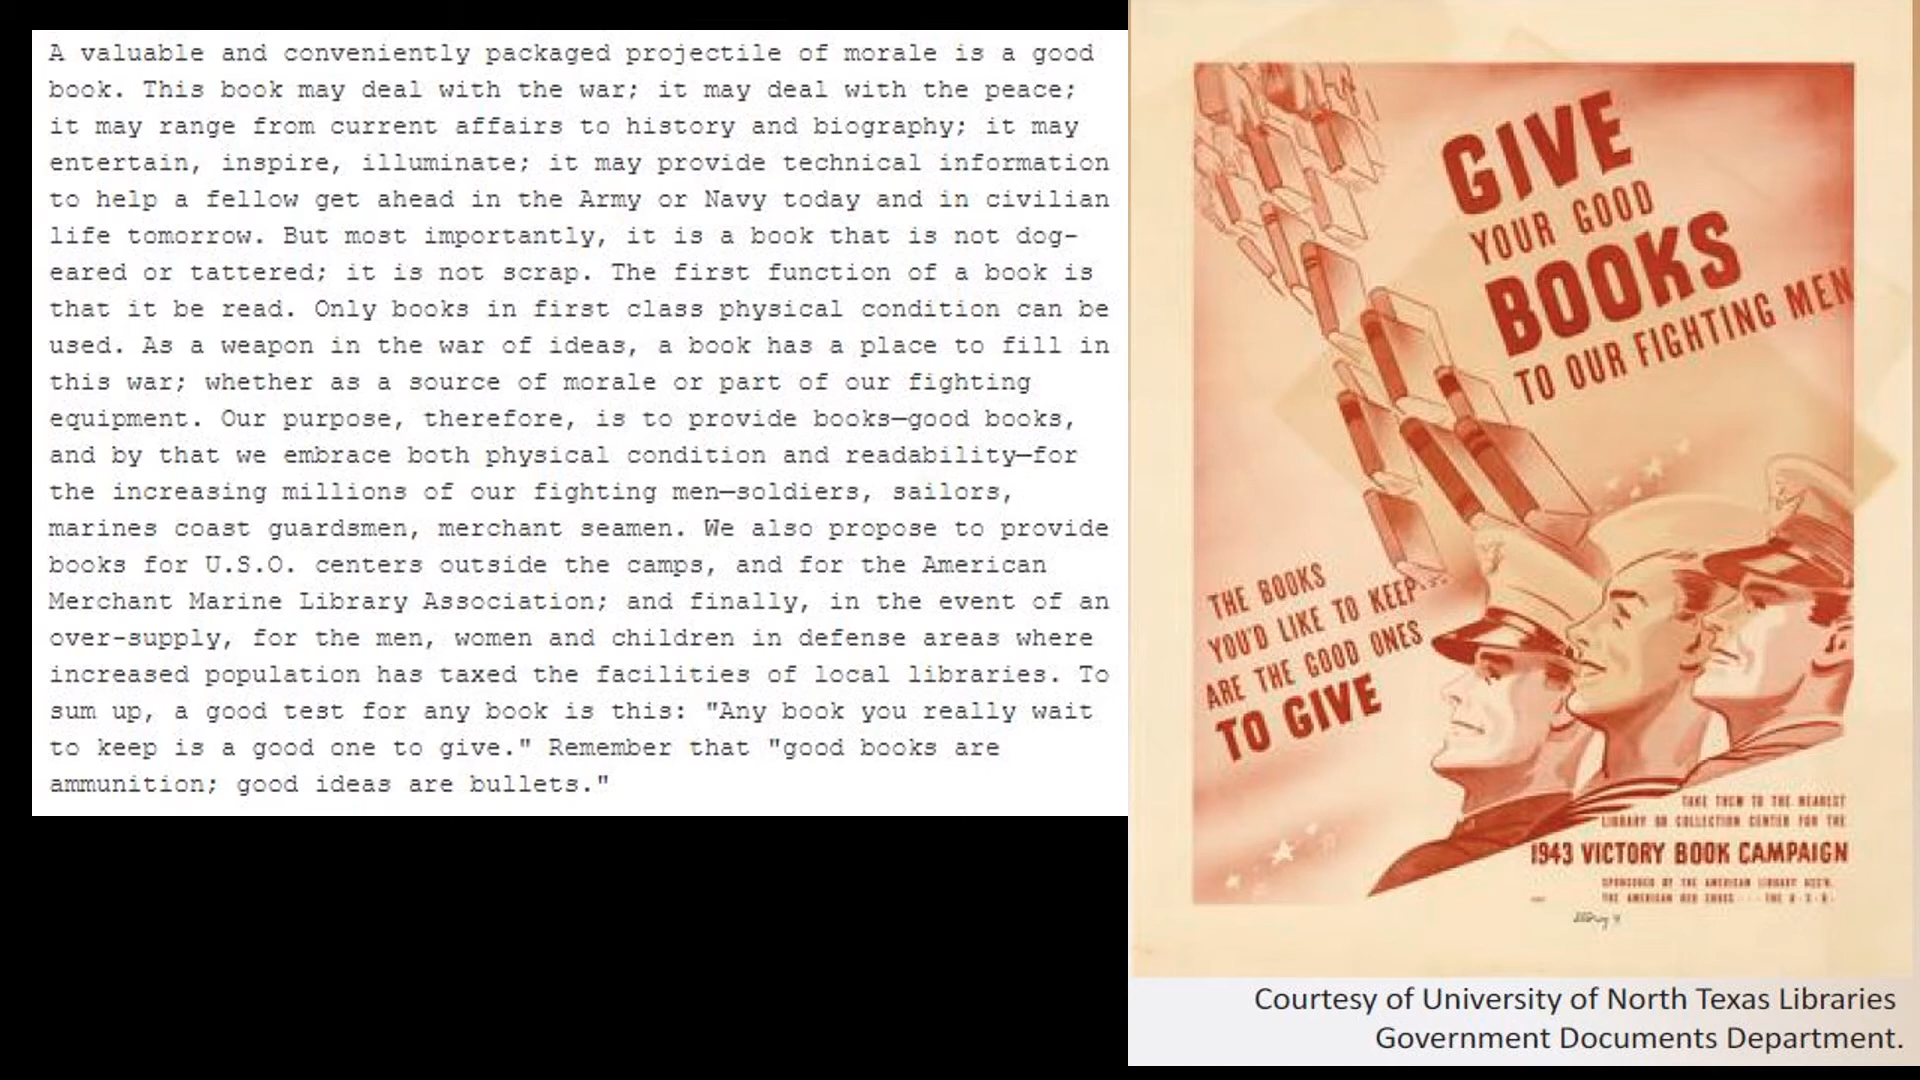 A valuable and conveniently packaged projectile of morale is a good
book. This book may deal with the war; it may deal with the peace;
it may range from current affairs to history and biography; it may
entertain, inspire, illuminate; it may provide technical information
to help a fellow get ahead in the Army or Navy today and in civilian
life tomorrow. But most importantly, it is a book that is not dog-
eared or tattered; it is not scrap. The first function of a book is
that it be read. Only books in first class physical condition can be
used. As a weapon in the war of ideas, a book has a place to fill in
this war; whether as a source of morale or part of our fighting
equipment. Our purpose, therefore, is to provide books—good books,
and by that we embrace both physical condition and readability—for
the increasing millions of our fighting men—soldiers, sailors,
marines coast guardsmen, merchant seamen. We also propose to provide
books for U.S.O. centers outside the camps, and for the American
Merchant Marine Library Association; and finally, in the event of an
over-supply, for the men, women and children in defense areas where
increased population has taxed the facilities of local libraries. To
sum up, a good test for any book is this: "Any book you really wait
to keep is a good one to give." Remember that "good books are
ammunition; good ideas are bullets."
GIVE
YOUR GOOD
BOOKS
TO OUR FIGHTING MEN
THE BOOKS
YOU'D LIKE TO KEEP...
ARE THE GOOD ONES
TO GIVE
TAKE THEM TO THE NEAREST
LIBRARY OR COLLECTION CENTER FOR THE
1943 VICTORY BOOK CAMPAIGN
SPONSORED BY THE AMERICAN LIBRARY ASS'N.
THE AMERICAN RED CROSS ··· THE U·S·O·
Courtesy of University of North Texas Libraries
Government Documents Department.